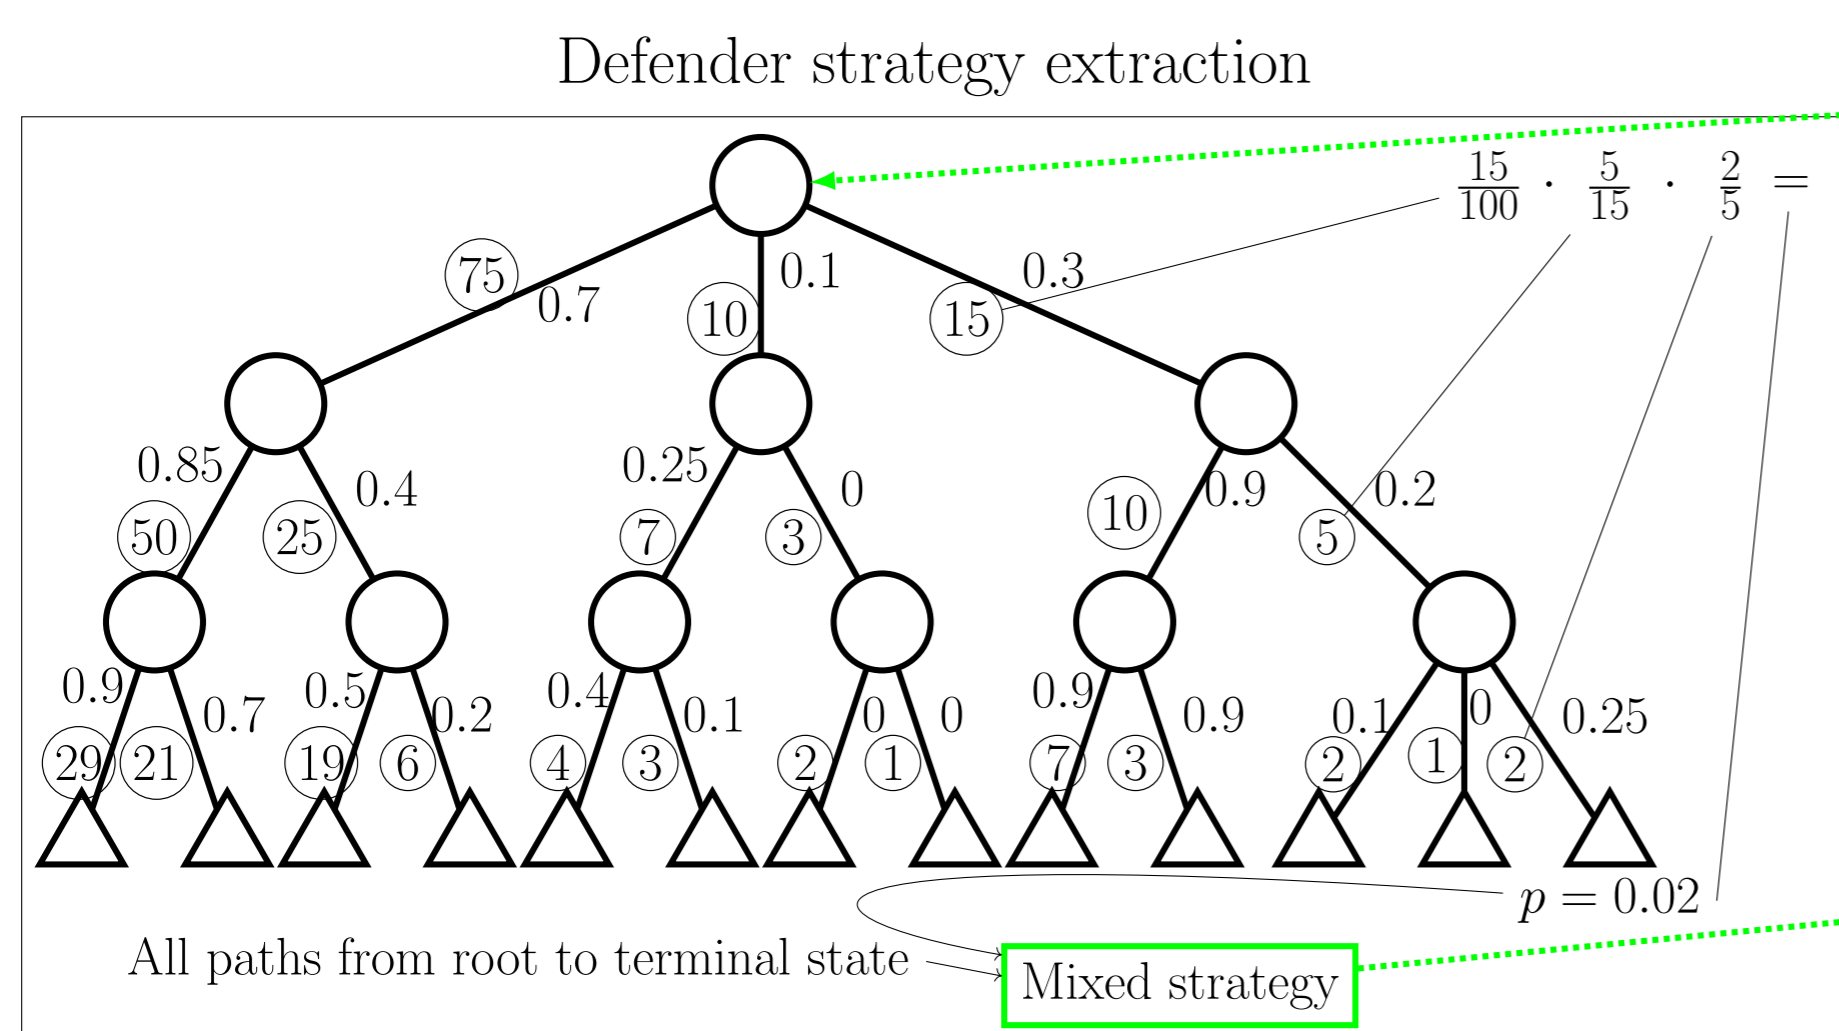 Defender strategy extraction
15/100 · 5/15 · 2/5 =
75 0.7 10 0.1 15 0.3
0.85 0.4 0.25 0 0.9 0.2
50 25 7 3 10 5
0.9 0.7 0.5 0.2 0.4 0.1 0 0 0.9 0.9 0.1 0 0.25
29 21 19 6 4 3 2 1 7 3 2 1 2
p = 0.02
All paths from root to terminal state
Mixed strategy